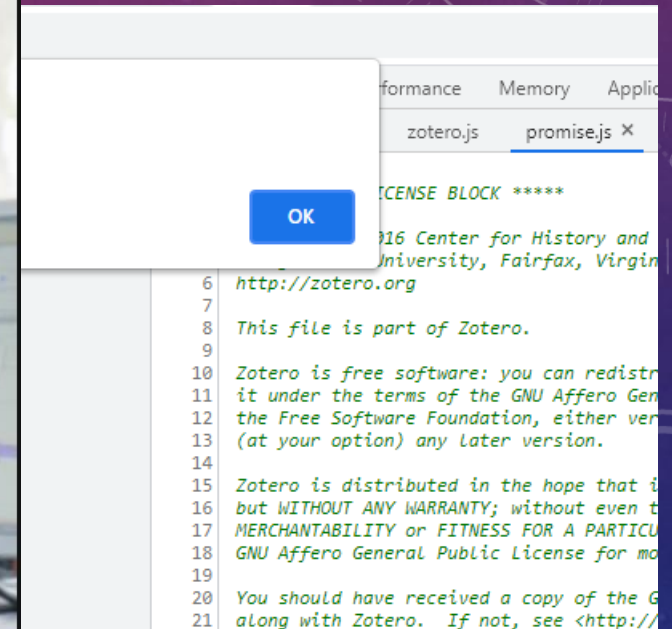 formance Memory Applic
zotero.js promise.js ×
ICENSE BLOCK *****
OK
016 Center for History and
University, Fairfax, Virgin
6 http://zotero.org
7
8 This file is part of Zotero.
9
10 Zotero is free software: you can redistr
11 it under the terms of the GNU Affero Gen
12 the Free Software Foundation, either ver
13 (at your option) any later version.
14
15 Zotero is distributed in the hope that i
16 but WITHOUT ANY WARRANTY; without even t
17 MERCHANTABILITY or FITNESS FOR A PARTICU
18 GNU Affero General Public License for mo
19
20 You should have received a copy of the G
21 along with Zotero. If not, see <http://